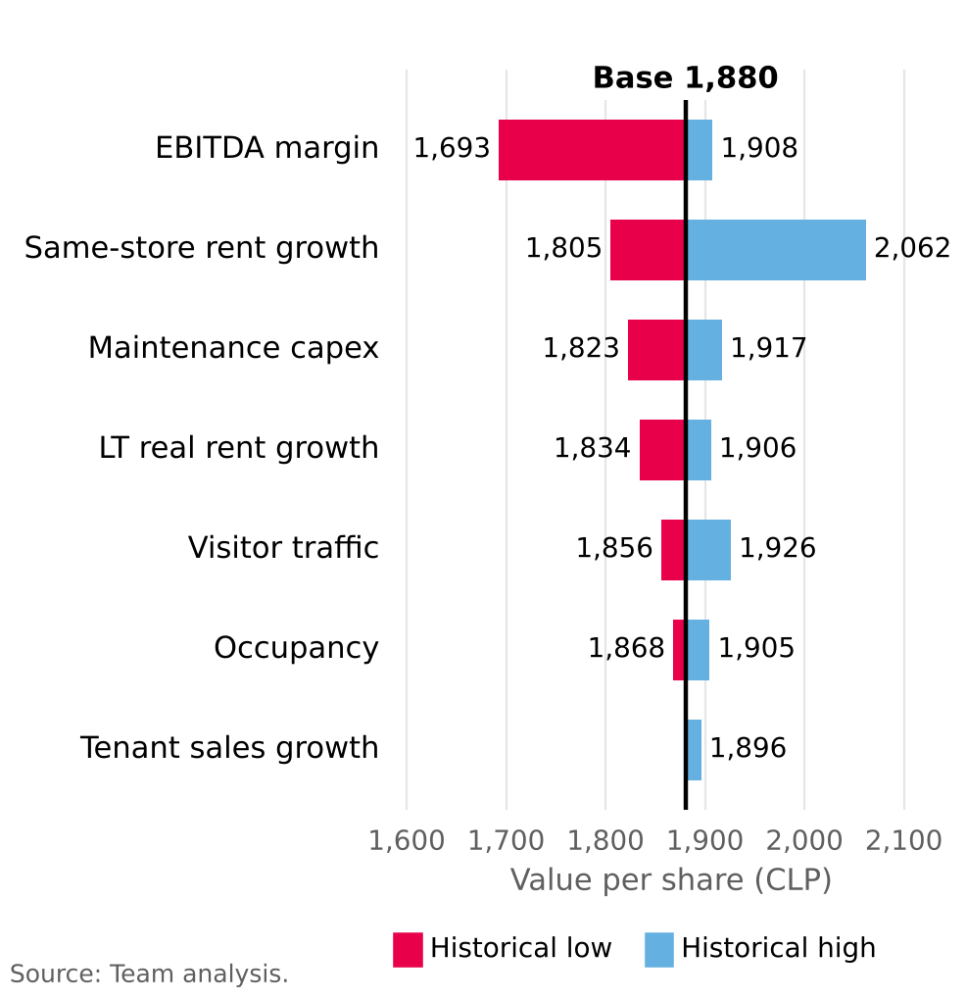 Base 1,880
EBITDA margin 1,693 1,908
Same-store rent growth 1,805 2,062
Maintenance capex 1,823 1,917
LT real rent growth 1,834 1,906
Visitor traffic 1,856 1,926
Occupancy 1,868 1,905
Tenant sales growth 1,896
1,600 1,700 1,800 1,900 2,000 2,100
Value per share (CLP)
Historical low Historical high
Source: Team analysis.